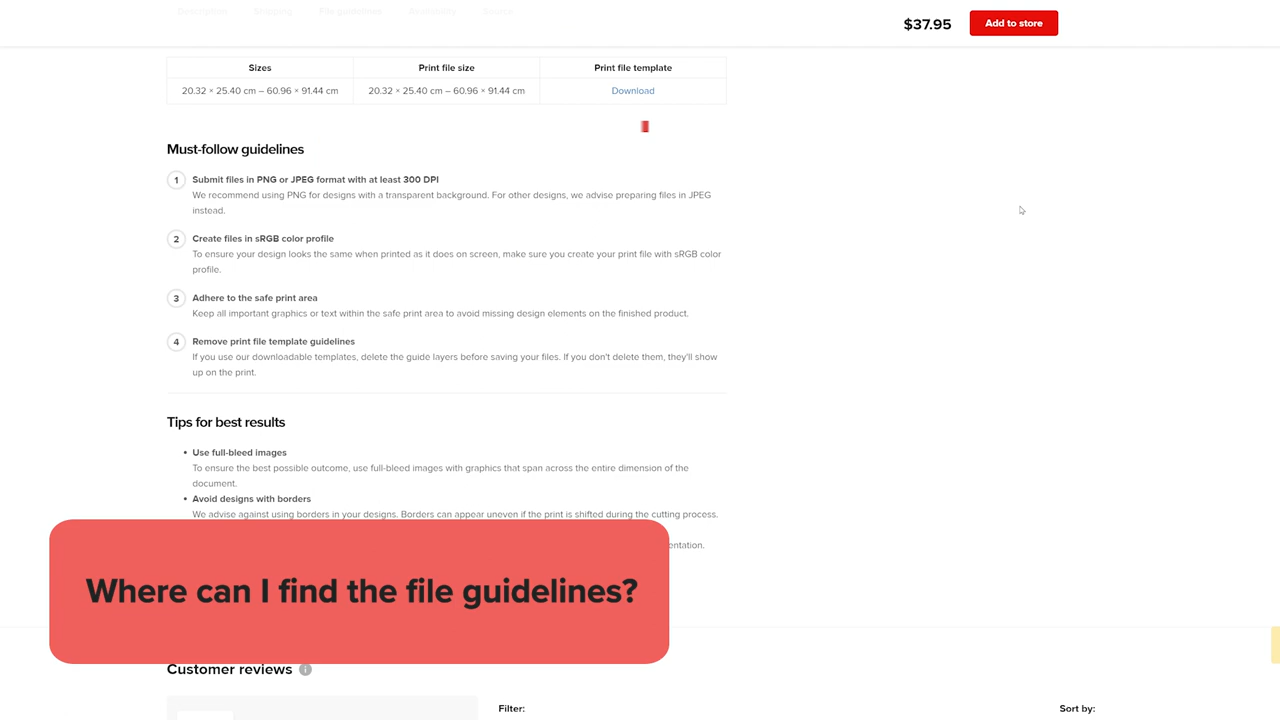 Description Shipping File guidelines Availability Source
$37.95 Add to store
Sizes Print file size Print file template
20.32 × 25.40 cm – 60.96 × 91.44 cm 20.32 × 25.40 cm – 60.96 × 91.44 cm Download
Must-follow guidelines
1 Submit files in PNG or JPEG format with at least 300 DPI
We recommend using PNG for designs with a transparent background. For other designs, we advise preparing files in JPEG
instead.
2 Create files in sRGB color profile
To ensure your design looks the same when printed as it does on screen, make sure you create your print file with sRGB color
profile.
3 Adhere to the safe print area
Keep all important graphics or text within the safe print area to avoid missing design elements on the finished product.
4 Remove print file template guidelines
If you use our downloadable templates, delete the guide layers before saving your files. If you don't delete them, they'll show
up on the print.
Tips for best results
• Use full-bleed images
To ensure the best possible outcome, use full-bleed images with graphics that span across the entire dimension of the
document.
• Avoid designs with borders
We advise against using borders in your designs. Borders can appear uneven if the print is shifted during the cutting process.
Where can I find the file guidelines?
Customer reviews
Filter: Sort by: